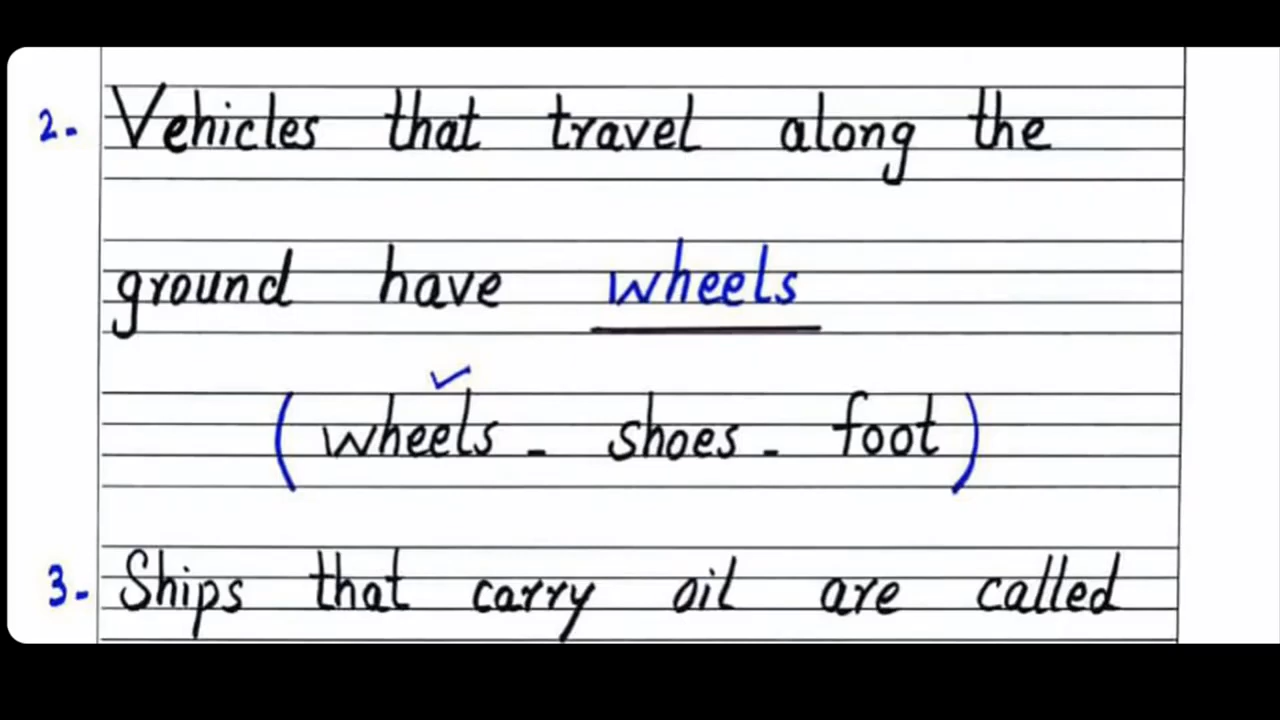 2- Vehicles that travel along the
ground have wheels
(wheels - shoes - foot)
3- Ships that carry oil are called